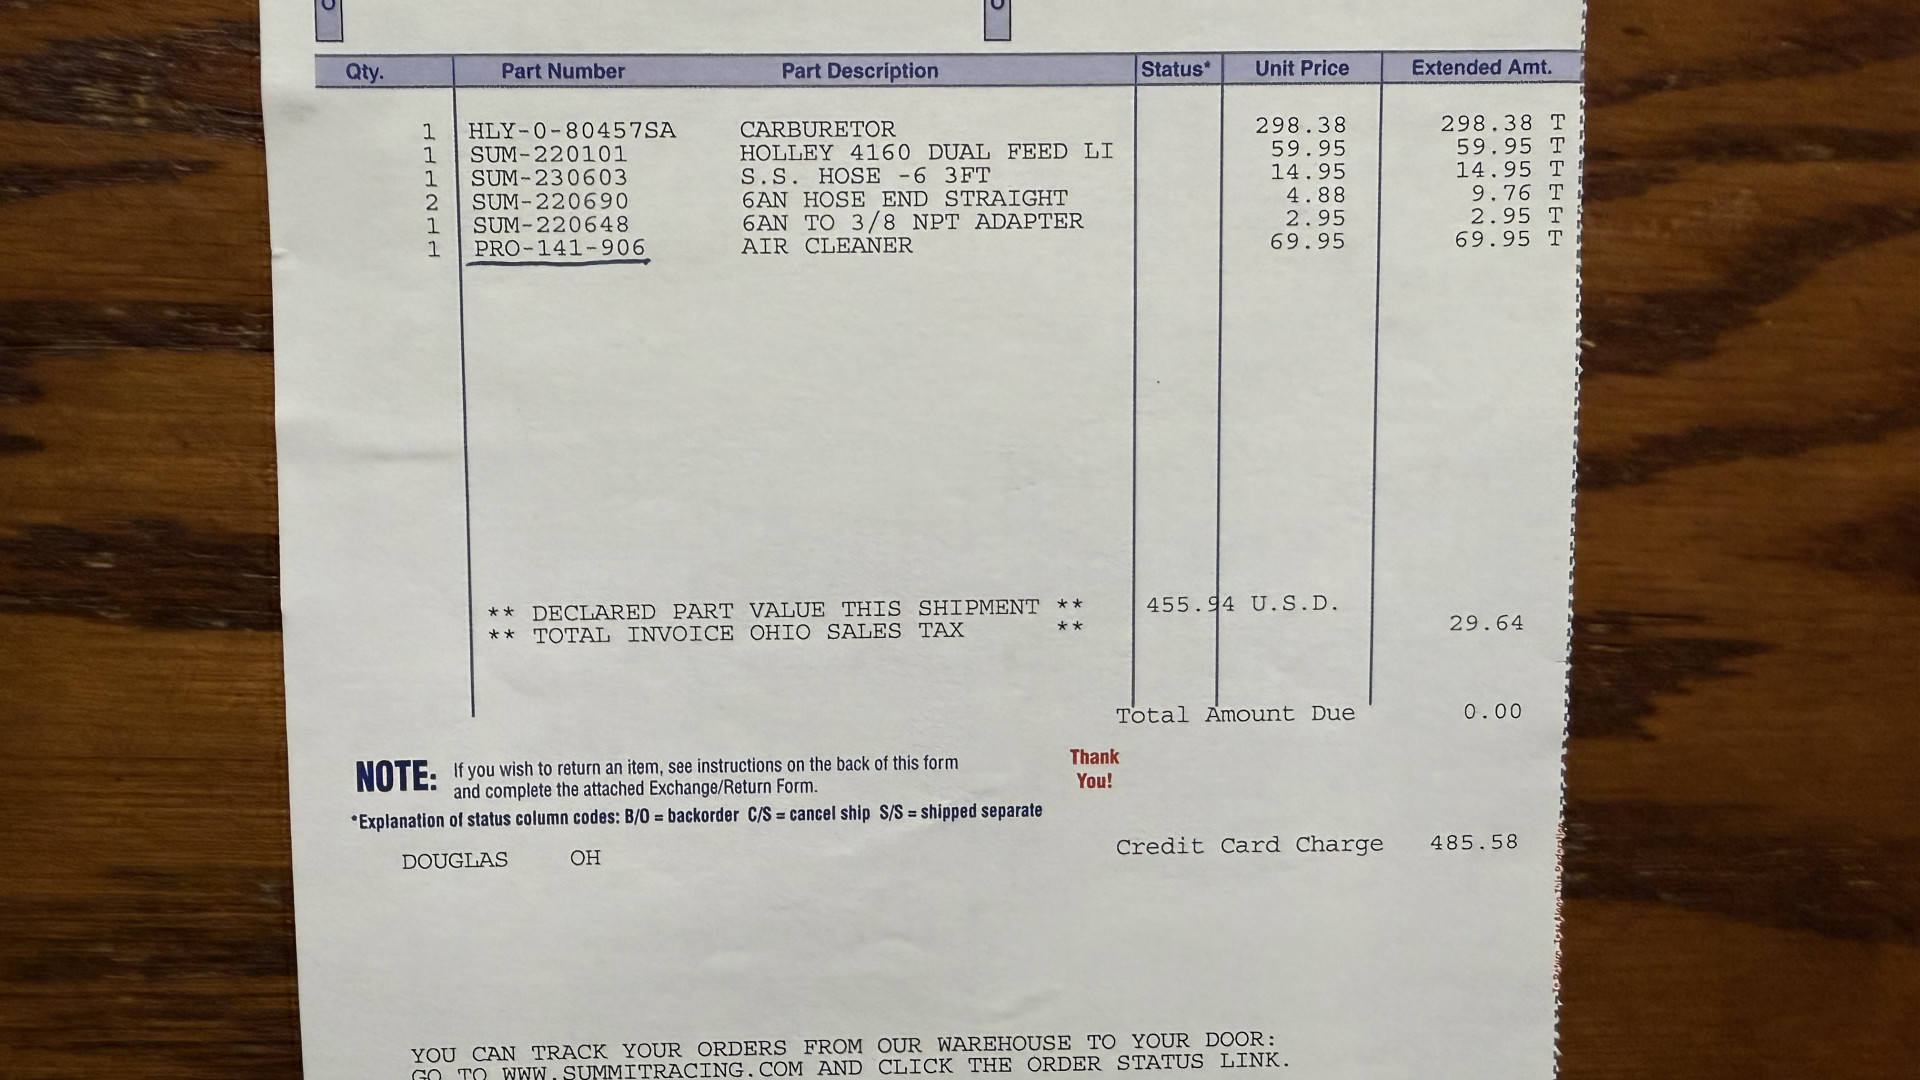 Qty. Part Number Part Description Status* Unit Price Extended Amt.
1 HLY-0-80457SA CARBURETOR 298.38 298.38 T
1 SUM-220101 HOLLEY 4160 DUAL FEED LI 59.95 59.95 T
1 SUM-230603 S.S. HOSE -6 3FT 14.95 14.95 T
2 SUM-220690 6AN HOSE END STRAIGHT 4.88 9.76 T
1 SUM-220648 6AN TO 3/8 NPT ADAPTER 2.95 2.95 T
1 PRO-141-906 AIR CLEANER 69.95 69.95 T
** DECLARED PART VALUE THIS SHIPMENT ** 455.94 U.S.D.
** TOTAL INVOICE OHIO SALES TAX ** 29.64
Total Amount Due 0.00
NOTE: If you wish to return an item, see instructions on the back of this form
and complete the attached Exchange/Return Form.
Thank
You!
*Explanation of status column codes: B/O = backorder C/S = cancel ship S/S = shipped separate
Credit Card Charge 485.58
DOUGLAS OH
YOU CAN TRACK YOUR ORDERS FROM OUR WAREHOUSE TO YOUR DOOR:
GO TO WWW.SUMMITRACING.COM AND CLICK THE ORDER STATUS LINK.